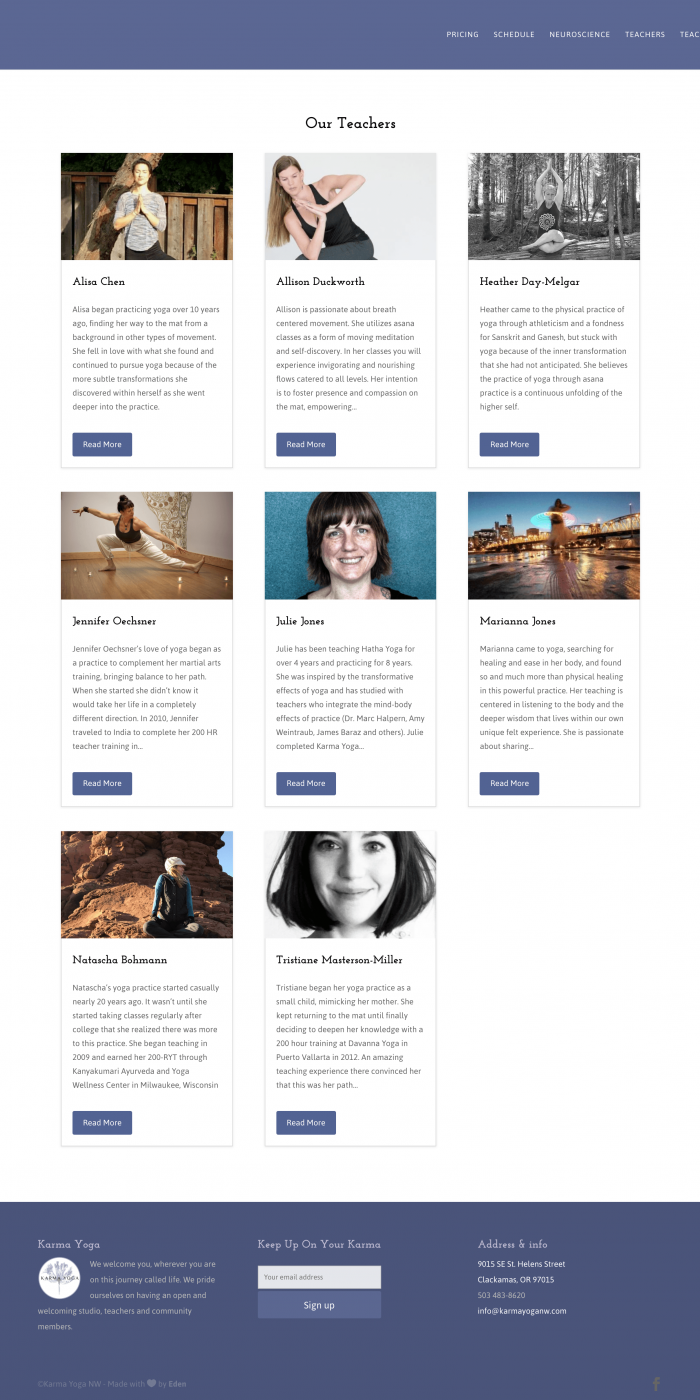 PRICING SCHEDULE NEUROSCIENCE TEACHERS TEAC
Our Teachers
Alisa Chen
Alisa began practicing yoga over 10 years
ago, finding her way to the mat from a
background in other types of movement.
She fell in love with what she found and
continued to pursue yoga because of the
more subtle transformations she
discovered within herself as she went
deeper into the practice.
Read More
Allison Duckworth
Allison is passionate about breath
centered movement. She utilizes asana
classes as a form of moving meditation
and self-discovery. In her classes you will
experience invigorating and nourishing
flows catered to all levels. Her intention
is to foster presence and compassion on
the mat, empowering...
Read More
Heather Day-Melgar
Heather came to the physical practice of
yoga through athleticism and a fondness
for Sanskrit and Ganesh, but stuck with
yoga because of the inner transformation
that she had not anticipated. She believes
the practice of yoga through asana
practice is a continuous unfolding of the
higher self.
Read More
Jennifer Oechsner
Jennifer Oechsner's love of yoga began as
a practice to complement her martial arts
training, bringing balance to her path.
When she started she didn't know it
would take her life in a completely
different direction. In 2010, Jennifer
traveled to India to complete her 200 HR
teacher training in...
Read More
Julie Jones
Julie has been teaching Hatha Yoga for
over 4 years and practicing for 8 years.
She was inspired by the transformative
effects of yoga and has studied with
teachers who integrate the mind-body
effects of practice (Dr. Marc Halpern, Amy
Weintraub, James Baraz and others). Julie
completed Karma Yoga...
Read More
Marianna Jones
Marianna came to yoga, searching for
healing and ease in her body, and found
so and much more than physical healing
in this powerful practice. Her teaching is
centered in listening to the body and the
deeper wisdom that lives within our own
unique felt experience. She is passionate
about sharing...
Read More
Natascha Bohmann
Natascha's yoga practice started casually
nearly 20 years ago. It wasn't until she
started taking classes regularly after
college that she realized there was more
to this practice. She began teaching in
2009 and earned her 200-RYT through
Kanyakumari Ayurveda and Yoga
Wellness Center in Milwaukee, Wisconsin
Read More
Tristiane Masterson-Miller
Tristiane began her yoga practice as a
small child, mimicking her mother. She
kept returning to the mat until finally
deciding to deepen her knowledge with a
200 hour training at Davanna Yoga in
Puerto Vallarta in 2012. An amazing
teaching experience there convinced her
that this was her path...
Read More
Karma Yoga
KARMA YOGA
We welcome you, wherever you are
on this journey called life. We pride
ourselves on having an open and
welcoming studio, teachers and community
members.
Keep Up On Your Karma
Your email address
Sign up
Address & info
9015 SE St. Helens Street
Clackamas, OR 97015
503 483-8620
info@karmayoganw.com
©Karma Yoga NW - Made with 🖤 by Eden